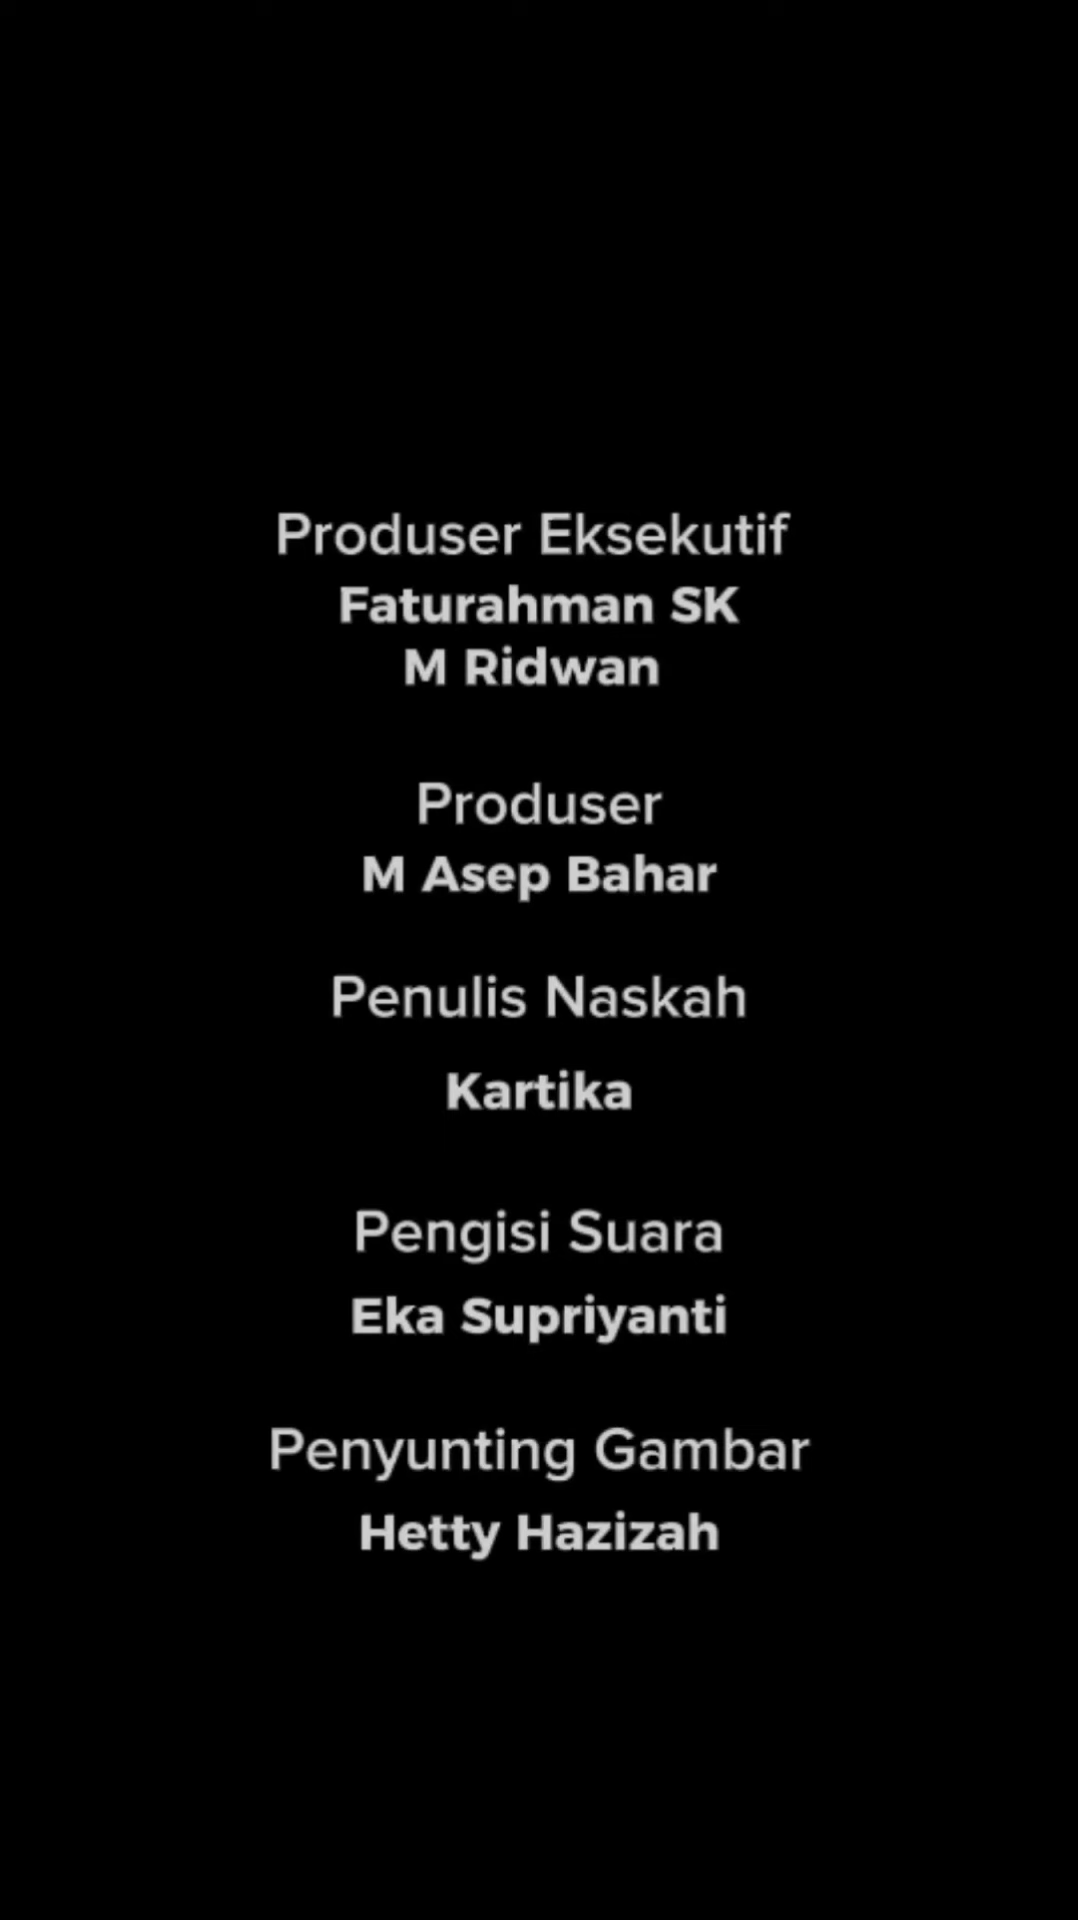 Produser Eksekutif
Faturahman SK
M Ridwan
Produser
M Asep Bahar
Penulis Naskah
Kartika
Pengisi Suara
Eka Supriyanti
Penyunting Gambar
Hetty Hazizah